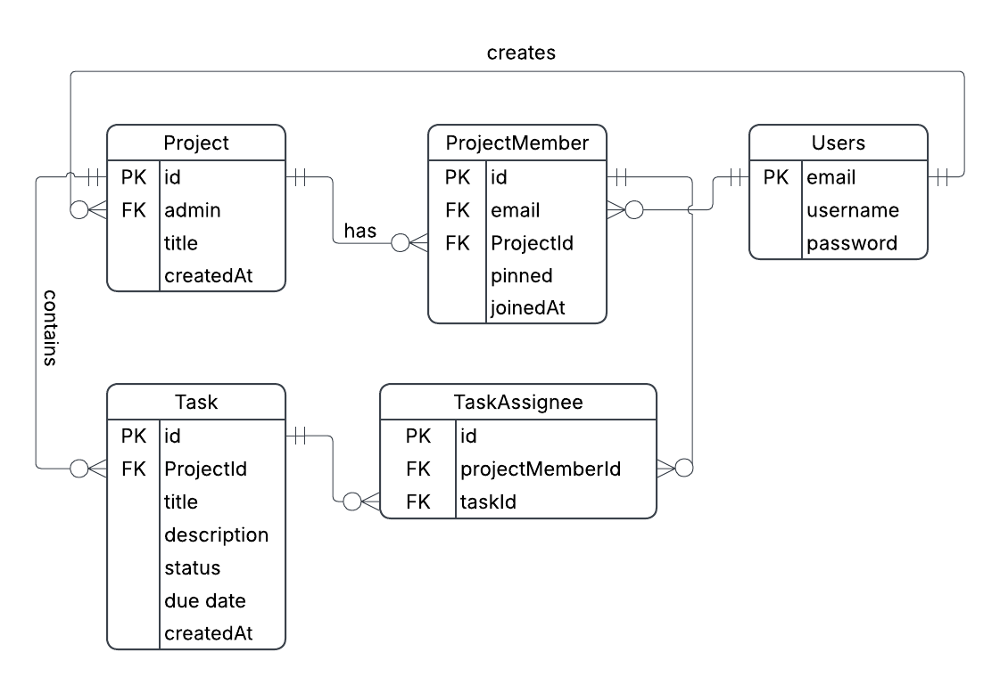 creates
Project
PK id
FK admin
title
createdAt
has
ProjectMember
PK id
FK email
FK ProjectId
pinned
joinedAt
Users
PK email
username
password
contains
Task
PK id
FK ProjectId
title
description
status
due date
createdAt
TaskAssignee
PK id
FK projectMemberId
FK taskId